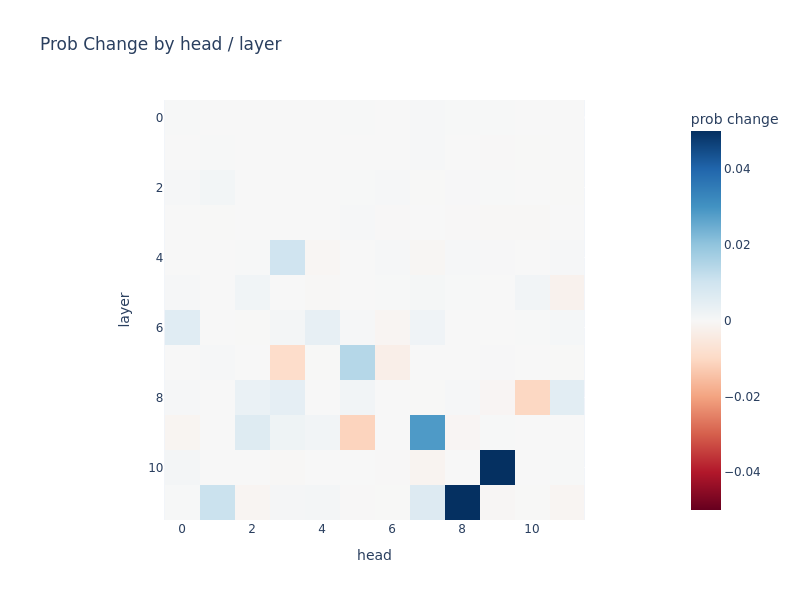 Prob Change by head / layer
prob change
0
2
4
6
8
10
layer
0.04
0.02
0
−0.02
−0.04
0 2 4 6 8 10
head